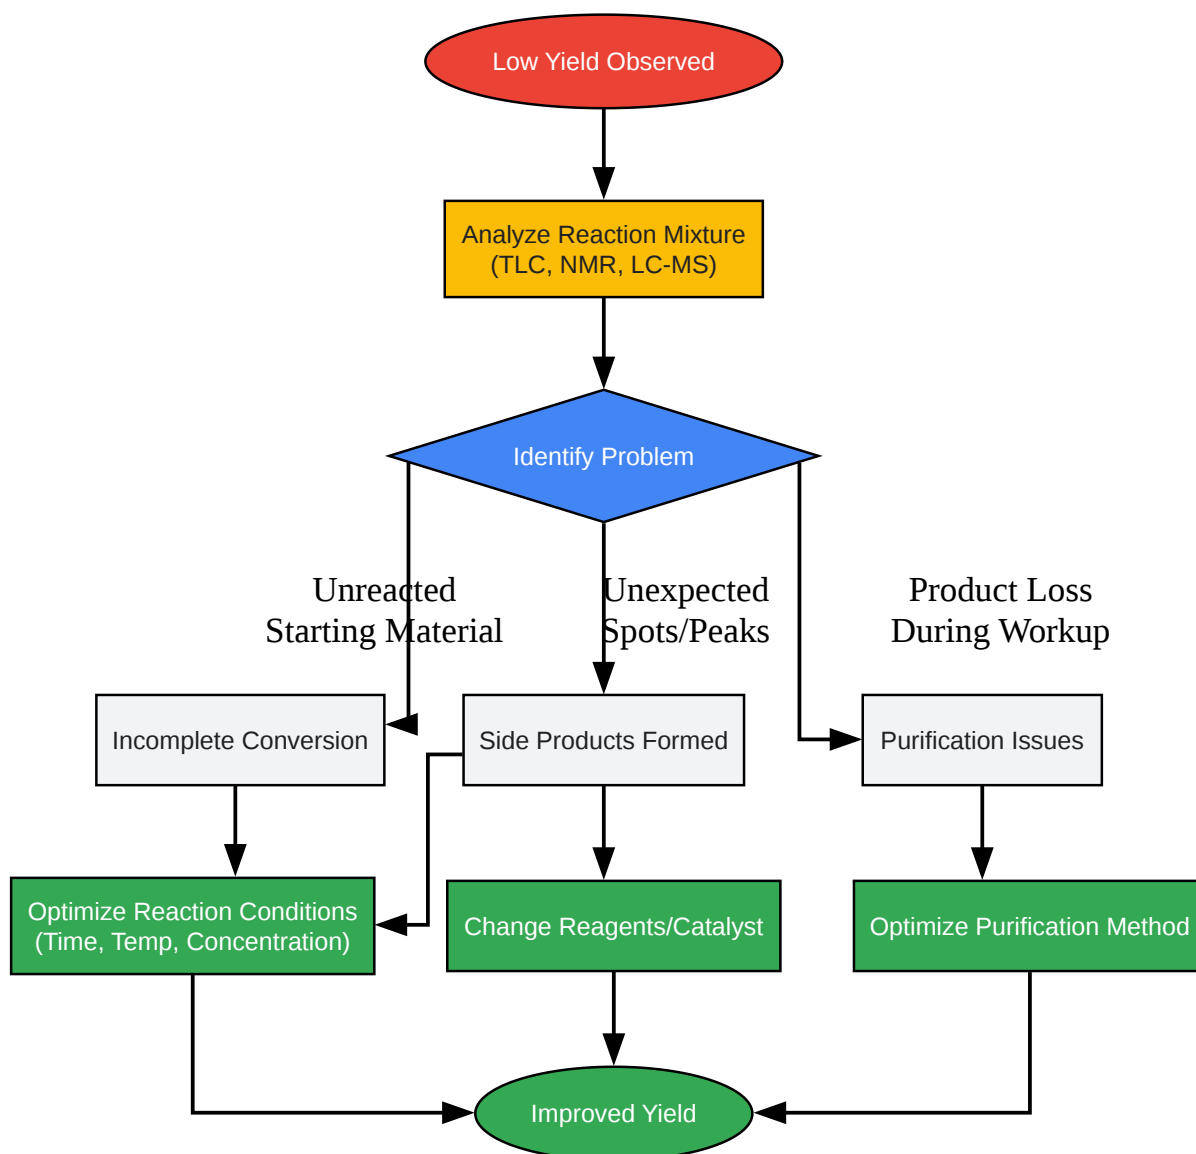 Low Yield Observed
Analyze Reaction Mixture
(TLC, NMR, LC-MS)
Identify Problem
Unreacted
Starting Material
Unexpected
Spots/Peaks
Product Loss
During Workup
Incomplete Conversion
Side Products Formed
Purification Issues
Optimize Reaction Conditions
(Time, Temp, Concentration)
Change Reagents/Catalyst
Optimize Purification Method
Improved Yield